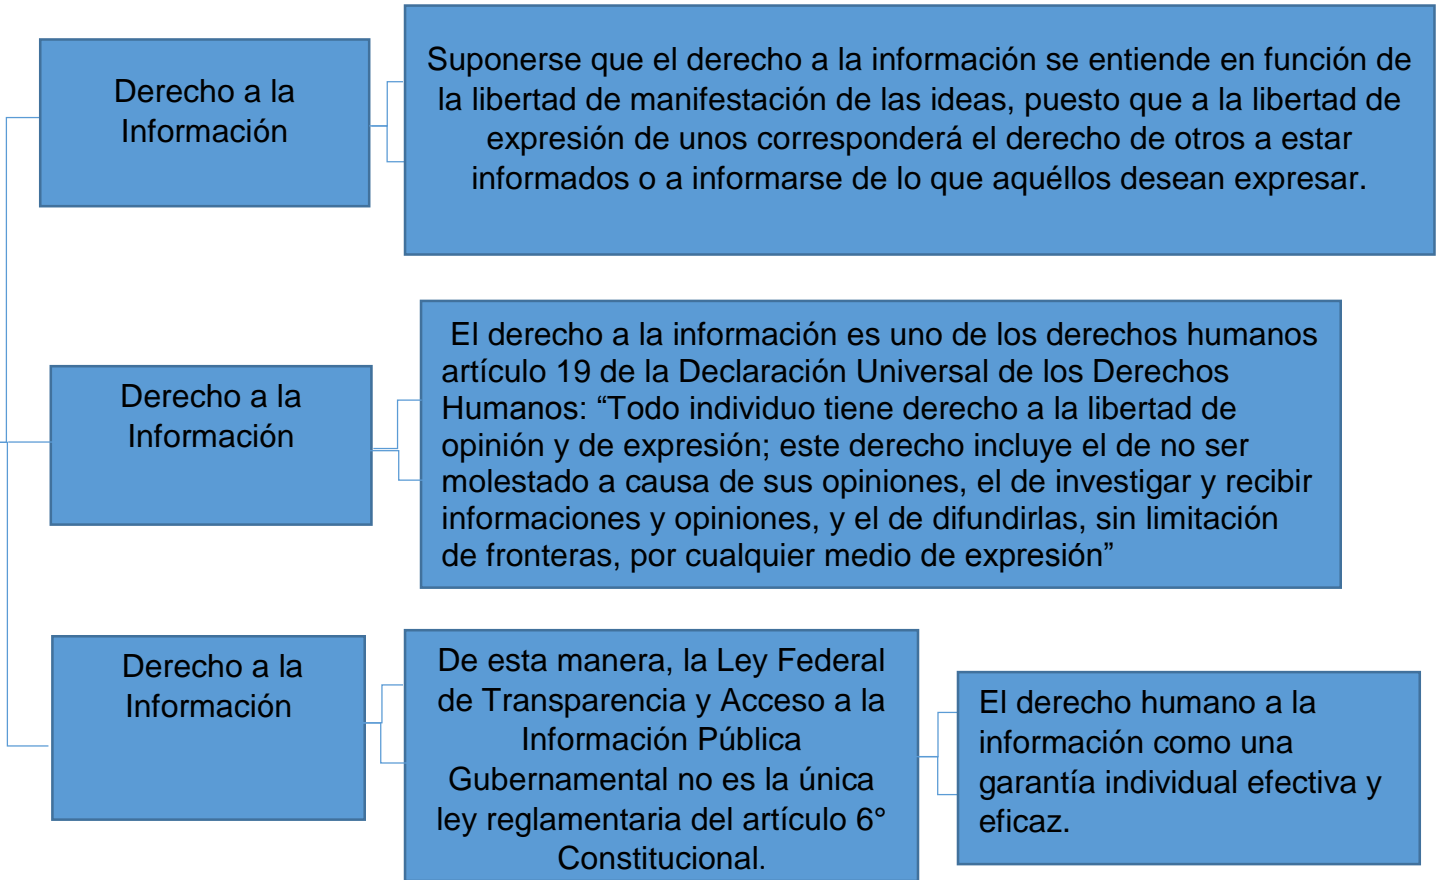 Derecho a la
Información
Suponerse que el derecho a la información se entiende en función de
la libertad de manifestación de las ideas, puesto que a la libertad de
expresión de unos corresponderá el derecho de otros a estar
informados o a informarse de lo que aquéllos desean expresar.
Derecho a la
Información
El derecho a la información es uno de los derechos humanos
artículo 19 de la Declaración Universal de los Derechos
Humanos: “Todo individuo tiene derecho a la libertad de
opinión y de expresión; este derecho incluye el de no ser
molestado a causa de sus opiniones, el de investigar y recibir
informaciones y opiniones, y el de difundirlas, sin limitación
de fronteras, por cualquier medio de expresión”
Derecho a la
Información
De esta manera, la Ley Federal
de Transparencia y Acceso a la
Información Pública
Gubernamental no es la única
ley reglamentaria del artículo 6°
Constitucional.
El derecho humano a la
información como una
garantía individual efectiva y
eficaz.